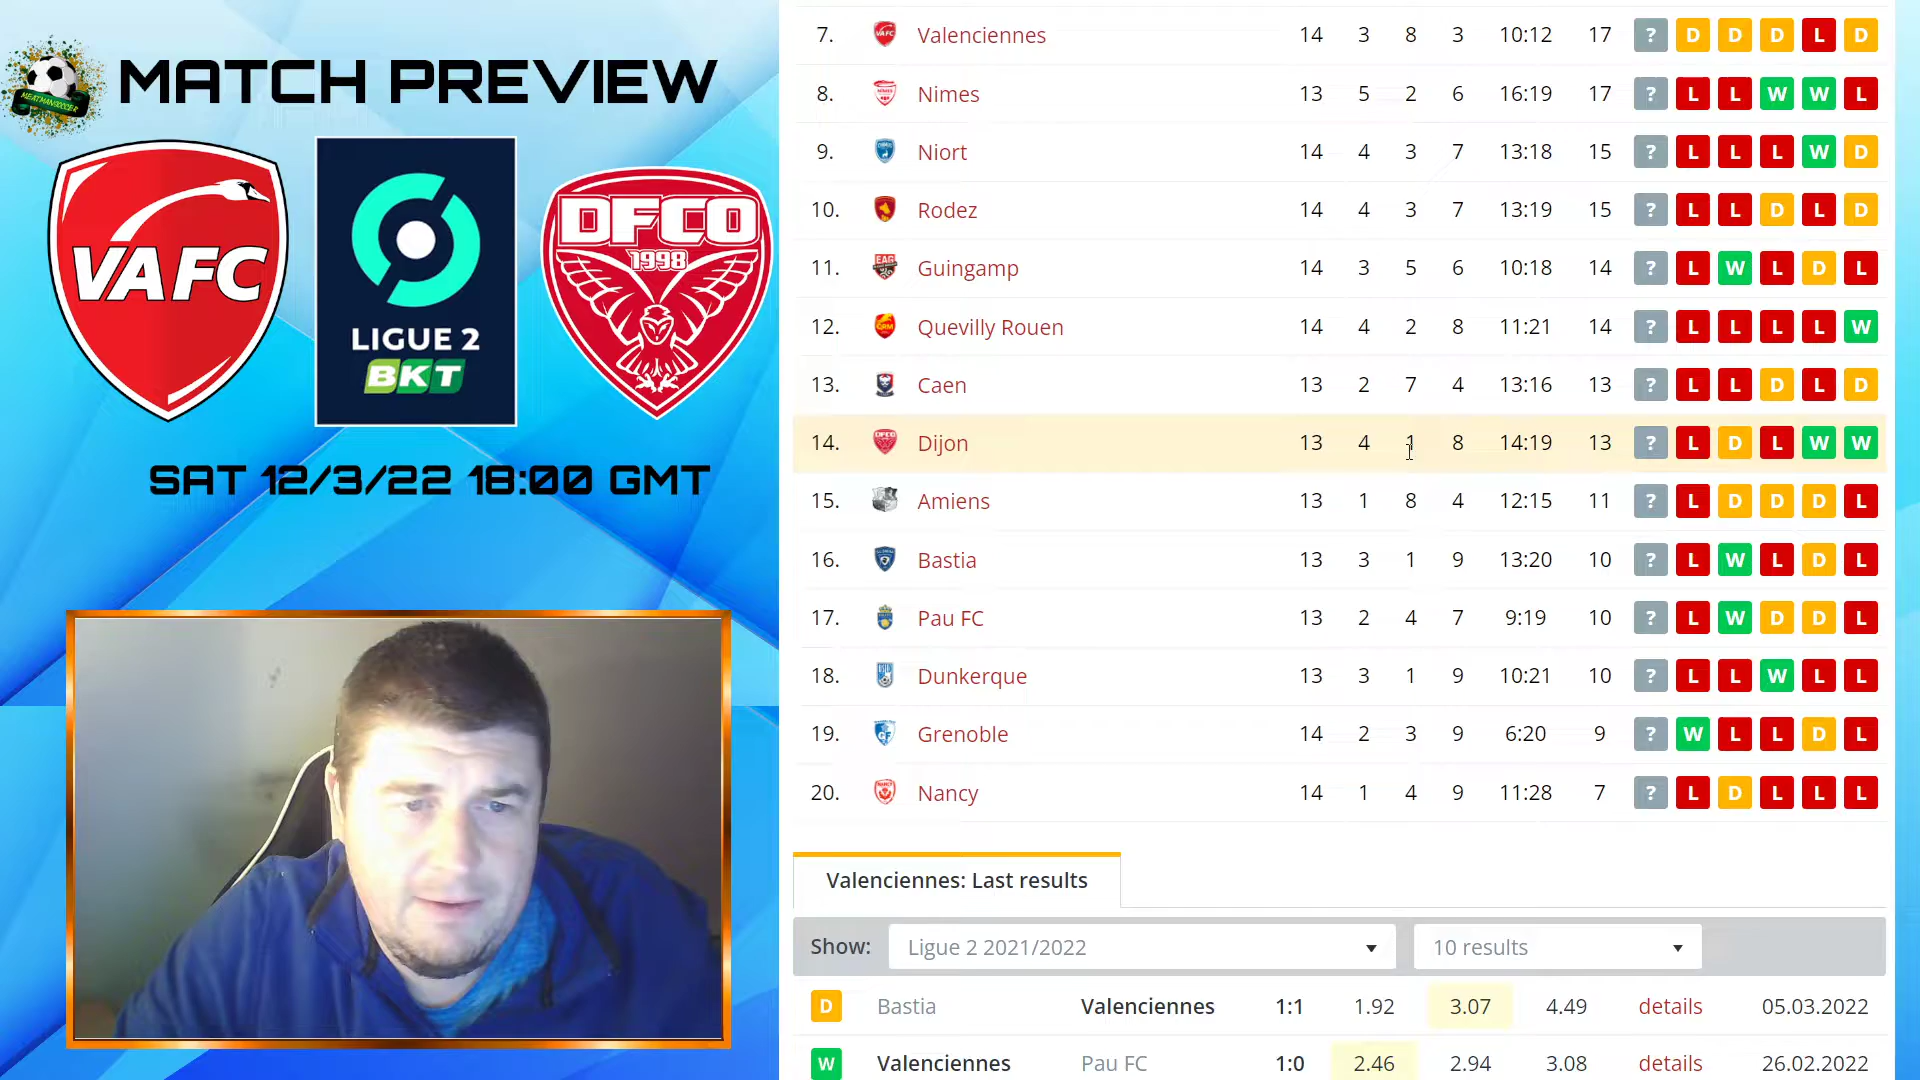 MATCH PREVIEW
MEATMANSOCCER
VAFC
LIGUE 2
BKT
DFCO
1998
SAT 12/3/22 18:00 GMT
7. Valenciennes 14 3 8 3 10:12 17 ? D D D L D
8. Nimes 13 5 2 6 16:19 17 ? L L W W L
9. Niort 14 4 3 7 13:18 15 ? L L L W D
10. Rodez 14 4 3 7 13:19 15 ? L L D L D
11. Guingamp 14 3 5 6 10:18 14 ? L W L D L
12. Quevilly Rouen 14 4 2 8 11:21 14 ? L L L L W
13. Caen 13 2 7 4 13:16 13 ? L L D L D
14. Dijon 13 4 1 8 14:19 13 ? L D L W W
15. Amiens 13 1 8 4 12:15 11 ? L D D D L
16. Bastia 13 3 1 9 13:20 10 ? L W L D L
17. Pau FC 13 2 4 7 9:19 10 ? L W D D L
18. Dunkerque 13 3 1 9 10:21 10 ? L L W L L
19. Grenoble 14 2 3 9 6:20 9 ? W L L D L
20. Nancy 14 1 4 9 11:28 7 ? L D L L L
Valenciennes: Last results
Show: Ligue 2 2021/2022 10 results
D Bastia Valenciennes 1:1 1.92 3.07 4.49 details 05.03.2022
W Valenciennes Pau FC 1:0 2.46 2.94 3.08 details 26.02.2022